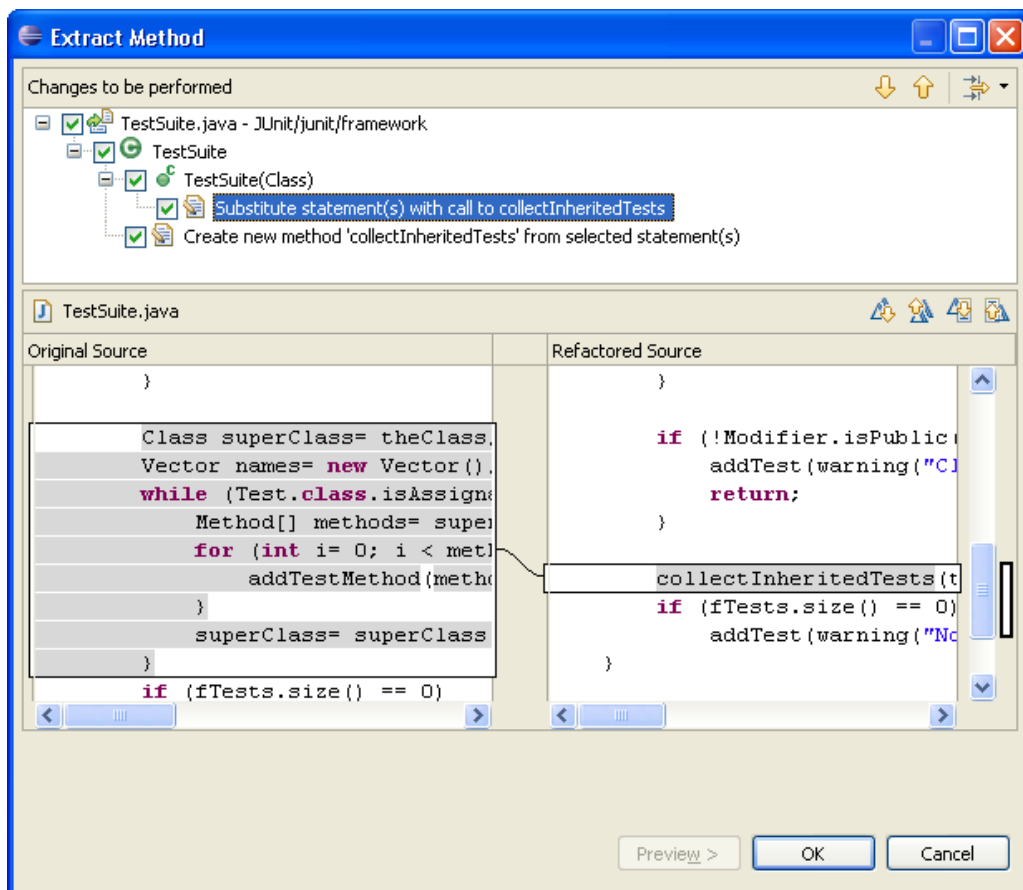 Extract Method
Changes to be performed
TestSuite.java - JUnit/junit/framework
TestSuite
TestSuite(Class)
Substitute statement(s) with call to collectInheritedTests
Create new method 'collectInheritedTests' from selected statement(s)
TestSuite.java
Original Source
}
Class superClass= theClass
Vector names= new Vector()
while (Test.class.isAssigna
Method[] methods= super
for (int i= 0; i < met
addTestMethod(metho
}
superClass= superClass
}
if (fTests.size() == 0)
Refactored Source
}
if (!Modifier.isPublic(
addTest(warning("Cl
return;
}
collectInheritedTests(t
if (fTests.size() == 0)
addTest(warning("No
}
Preview >
OK
Cancel